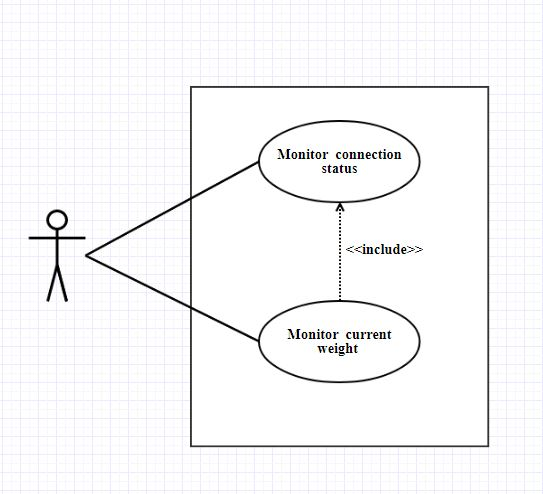 Monitor connection
status
<<include>>
Monitor current
weight